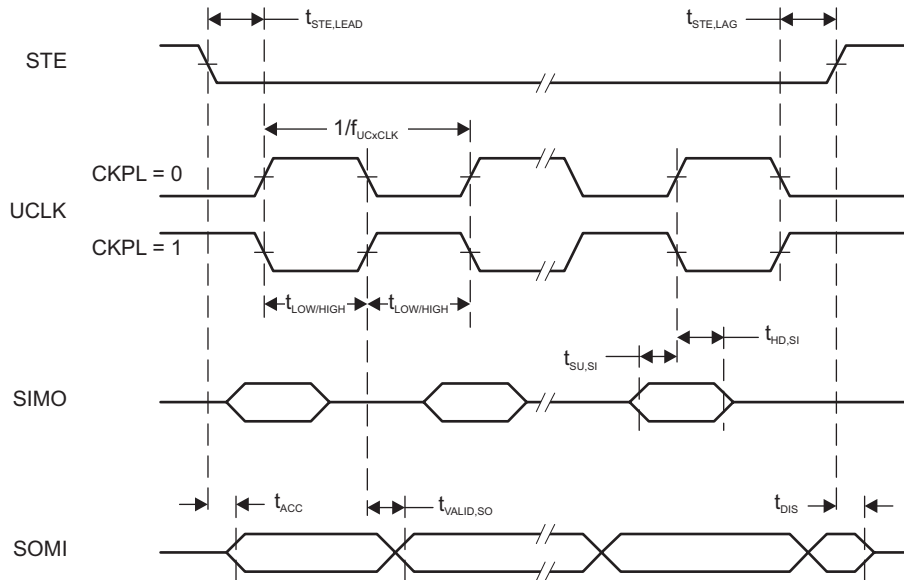 tSTE,LEAD
tSTE,LAG
STE
1/fUCxCLK
CKPL = 0
UCLK
CKPL = 1
tLOW/HIGH
tLOW/HIGH
tHD,SI
tSU,SI
SIMO
tACC
tVALID,SO
tDIS
SOMI